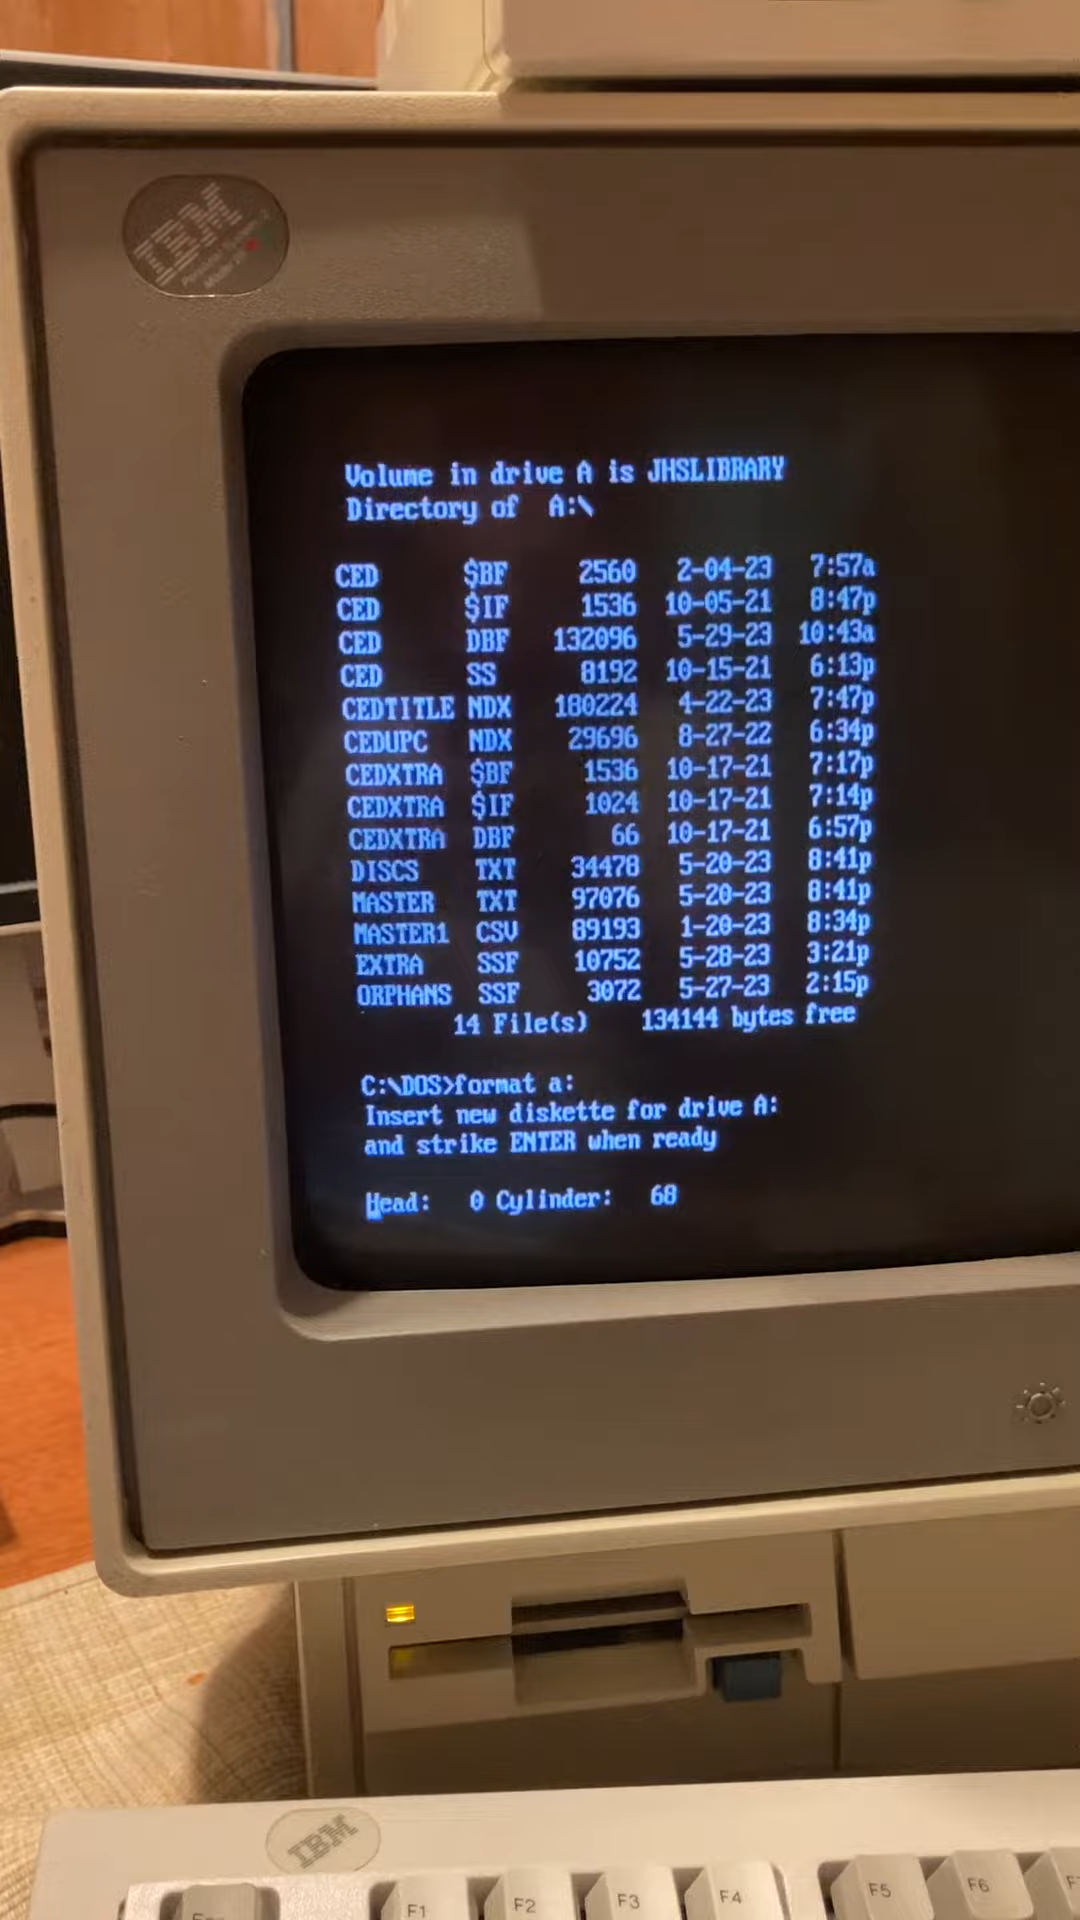 IBM
Personal System/2
Volume in drive A is JHSLIBRARY
Directory of  A:\
CED      $BF     2560   2-04-23   7:57a
CED      $IF     1536  10-05-21   8:47p
CED      DBF   132096   5-29-23  10:43a
CED      SS      8192  10-15-21   6:13p
CEDTITLE NDX   180224   4-22-23   7:47p
CEDUPC   NDX    29696   8-27-22   6:34p
CEDXTRA  $BF     1536  10-17-21   7:17p
CEDXTRA  $IF     1024  10-17-21   7:14p
CEDXTRA  DBF       66  10-17-21   6:57p
DISCS    TXT    34478   5-20-23   8:41p
MASTER   TXT    97076   5-20-23   8:41p
MASTER1  CSV    89193   1-20-23   8:34p
EXTRA    SSF    10752   5-28-23   3:21p
ORPHANS  SSF     3072   5-27-23   2:15p
14 File(s)    134144 bytes free
C:\DOS>format a:
Insert new diskette for drive A:
and strike ENTER when ready
Head:   0 Cylinder:   68
IBM
F1 F2 F3 F4 F5 F6